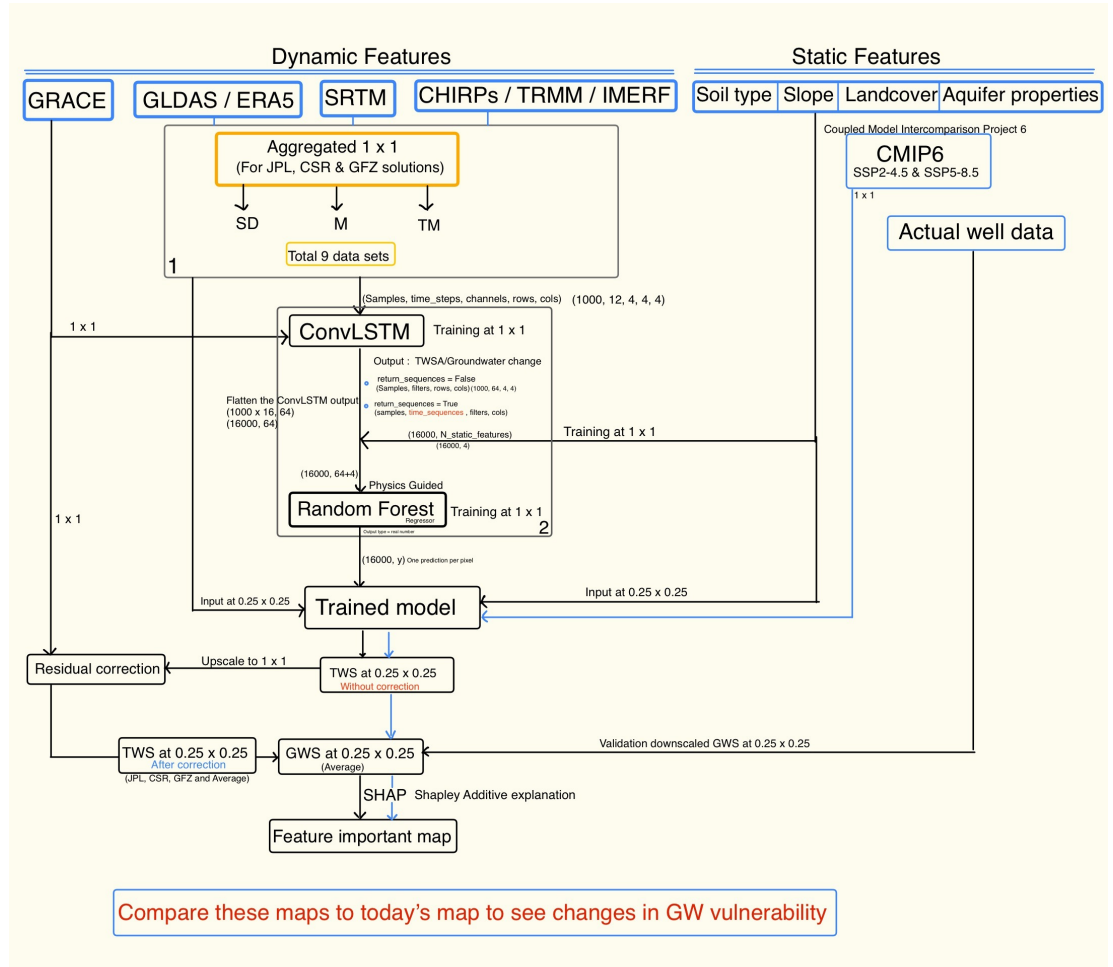 Dynamic Features
Static Features
GRACE
GLDAS / ERA5
SRTM
CHIRPs / TRMM / IMERF
Soil type
Slope
Landcover
Aquifer properties
Coupled Model Intercomparison Project 6
CMIP6
SSP2-4.5 & SSP5-8.5
1 x 1
Actual well data
Aggregated 1 x 1
(For JPL, CSR & GFZ solutions)
SD
M
TM
Total 9 data sets
1
(Samples, time_steps, channels, rows, cols)
(1000, 12, 4, 4, 4)
1 x 1
ConvLSTM
Training at 1 x 1
Output : TWSA/Groundwater change
return_sequences = False
(Samples, filters, rows, cols) (1000, 64, 4, 4)
Flatten the ConvLSTM output
(1000 x 16, 64)
(16000, 64)
return_sequences = True
(samples, time_sequences , filters, cols)
(16000, N_static_features)
(16000, 4)
Training at 1 x 1
(16000, 64+4)
Physics Guided
Random Forest
Regressor
Training at 1 x 1
2
Output type = real number
1 x 1
(16000, y) One prediction per pixel
Input at 0.25 x 0.25
Trained model
Input at 0.25 x 0.25
Residual correction
Upscale to 1 x 1
TWS at 0.25 x 0.25
Without correction
TWS at 0.25 x 0.25
After correction
(JPL, CSR, GFZ and Average)
GWS at 0.25 x 0.25
(Average)
Validation downscaled GWS at 0.25 x 0.25
SHAP
Shapley Additive explanation
Feature important map
Compare these maps to today's map to see changes in GW vulnerability